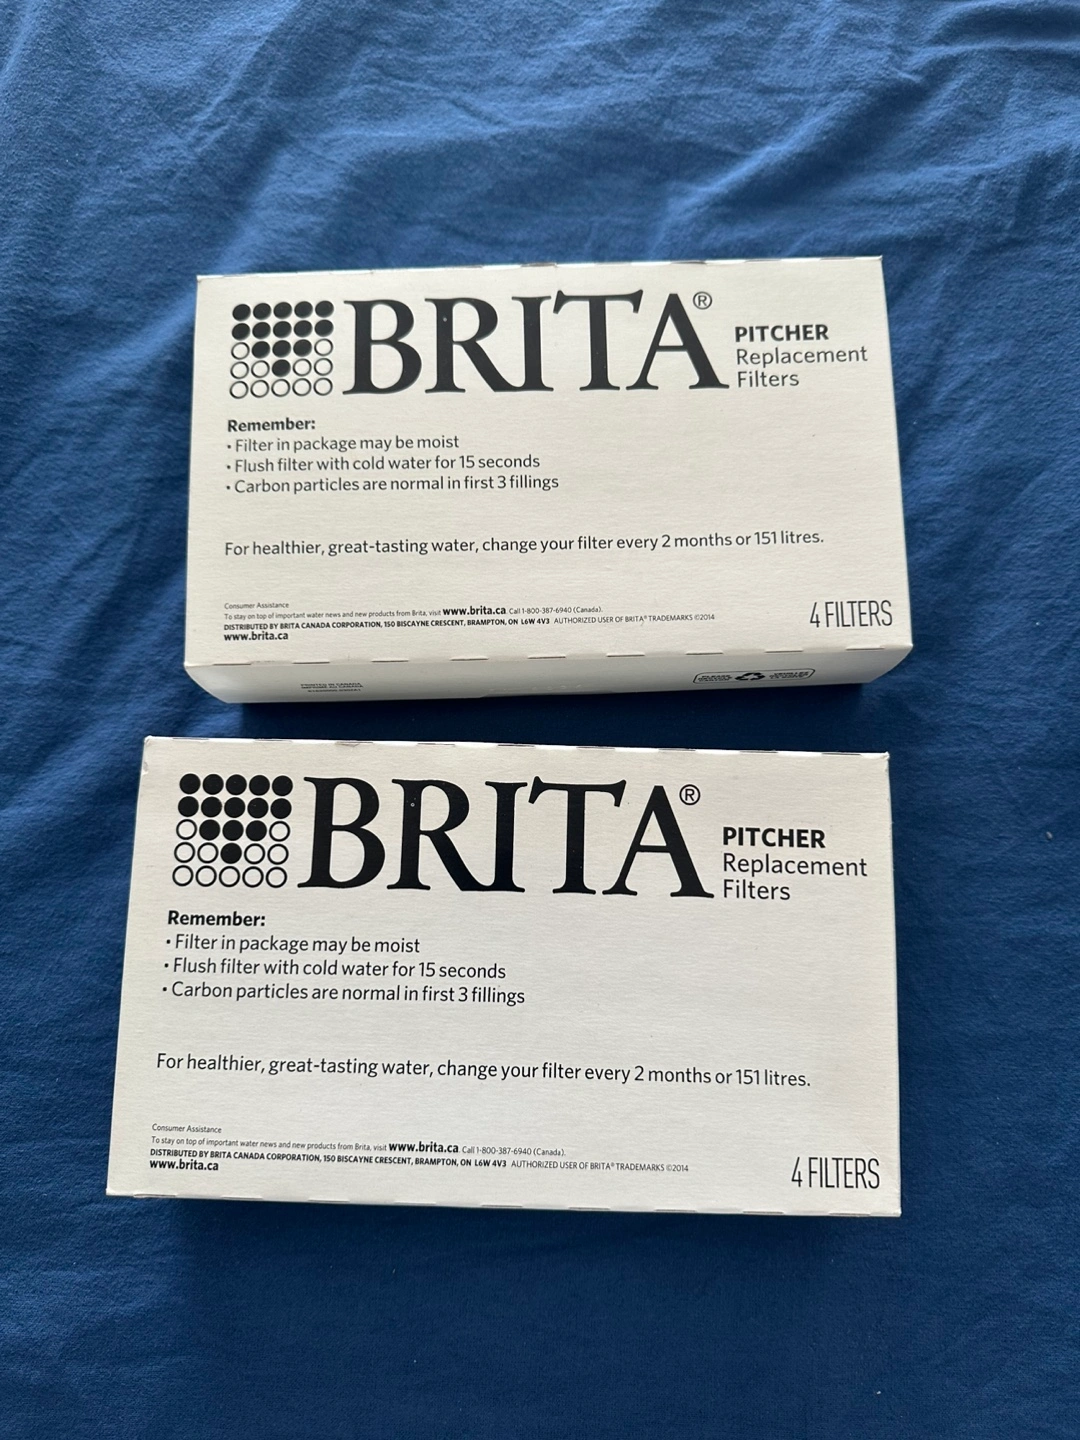 BRITA®
PITCHER
Replacement
Filters
Remember:
• Filter in package may be moist
• Flush filter with cold water for 15 seconds
• Carbon particles are normal in first 3 fillings
For healthier, great-tasting water, change your filter every 2 months or 151 litres.
Consumer Assistance
To stay on top of important water news and new products from Brita, visit www.brita.ca. Call 1-800-387-6940 (Canada).
DISTRIBUTED BY BRITA CANADA CORPORATION, 150 BISCAYNE CRESCENT, BRAMPTON, ON L6W 4V3 AUTHORIZED USER OF BRITA® TRADEMARKS ©2014
www.brita.ca
4 FILTERS
BRITA®
PITCHER
Replacement
Filters
Remember:
• Filter in package may be moist
• Flush filter with cold water for 15 seconds
• Carbon particles are normal in first 3 fillings
For healthier, great-tasting water, change your filter every 2 months or 151 litres.
Consumer Assistance
To stay on top of important water news and new products from Brita, visit www.brita.ca. Call 1-800-387-6940 (Canada).
DISTRIBUTED BY BRITA CANADA CORPORATION, 150 BISCAYNE CRESCENT, BRAMPTON, ON L6W 4V3 AUTHORIZED USER OF BRITA® TRADEMARKS ©2014
www.brita.ca
4 FILTERS